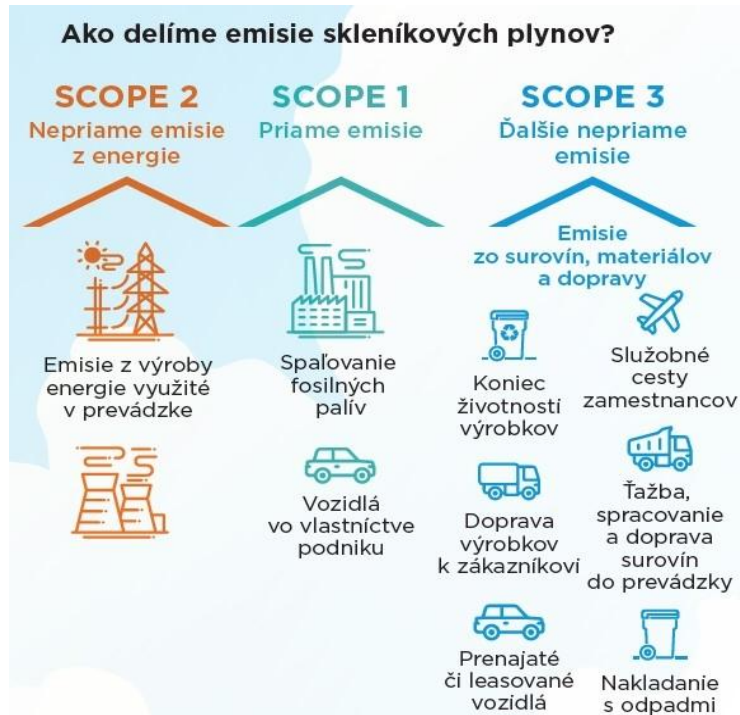 Ako delíme emisie skleníkových plynov?
SCOPE 2
Nepriame emisie
z energie
Emisie z výroby
energie využité
v prevádzke
SCOPE 1
Priame emisie
Spaľovanie
fosílnych
palív
Vozidlá
vo vlastníctve
podniku
SCOPE 3
Ďalšie nepriame
emisie
Emisie
zo surovín, materiálov
a dopravy
Koniec
životnosti
výrobkov
Služobné
cesty
zamestnancov
Doprava
výrobkov
k zákazníkovi
Ťažba,
spracovanie
a doprava
surovín
do prevádzky
Prenajaté
či leasované
vozidlá
Nakladanie
s odpadmi